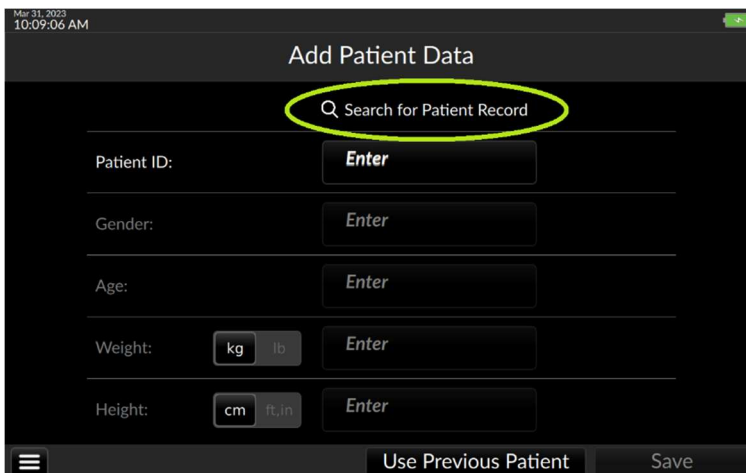 Mar 31, 2023
10:09:06 AM
Add Patient Data
Search for Patient Record
Patient ID: Enter
Gender: Enter
Age: Enter
Weight: kg lb Enter
Height: cm ft,in Enter
Use Previous Patient Save